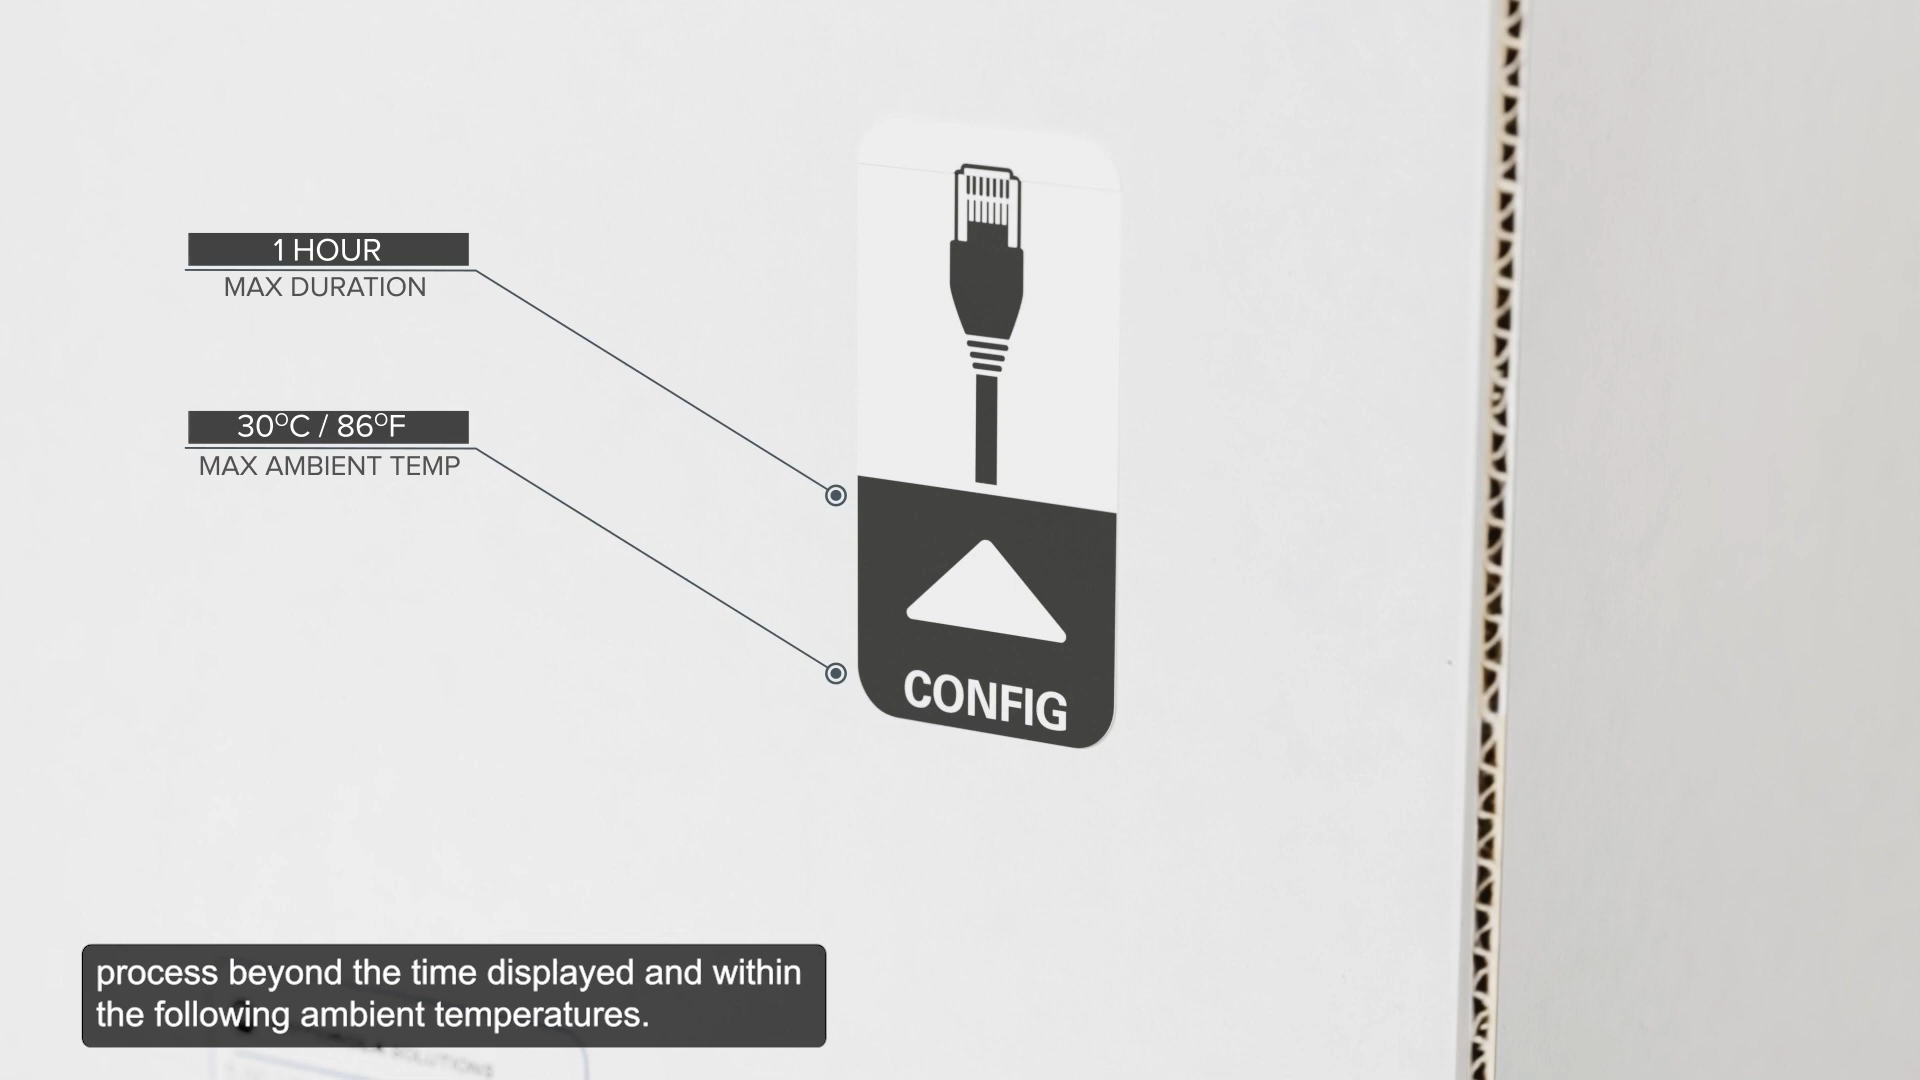 1 HOUR
MAX DURATION
30°C / 86°F
MAX AMBIENT TEMP
CONFIG
process beyond the time displayed and within
the following ambient temperatures.
SOLUTIONS